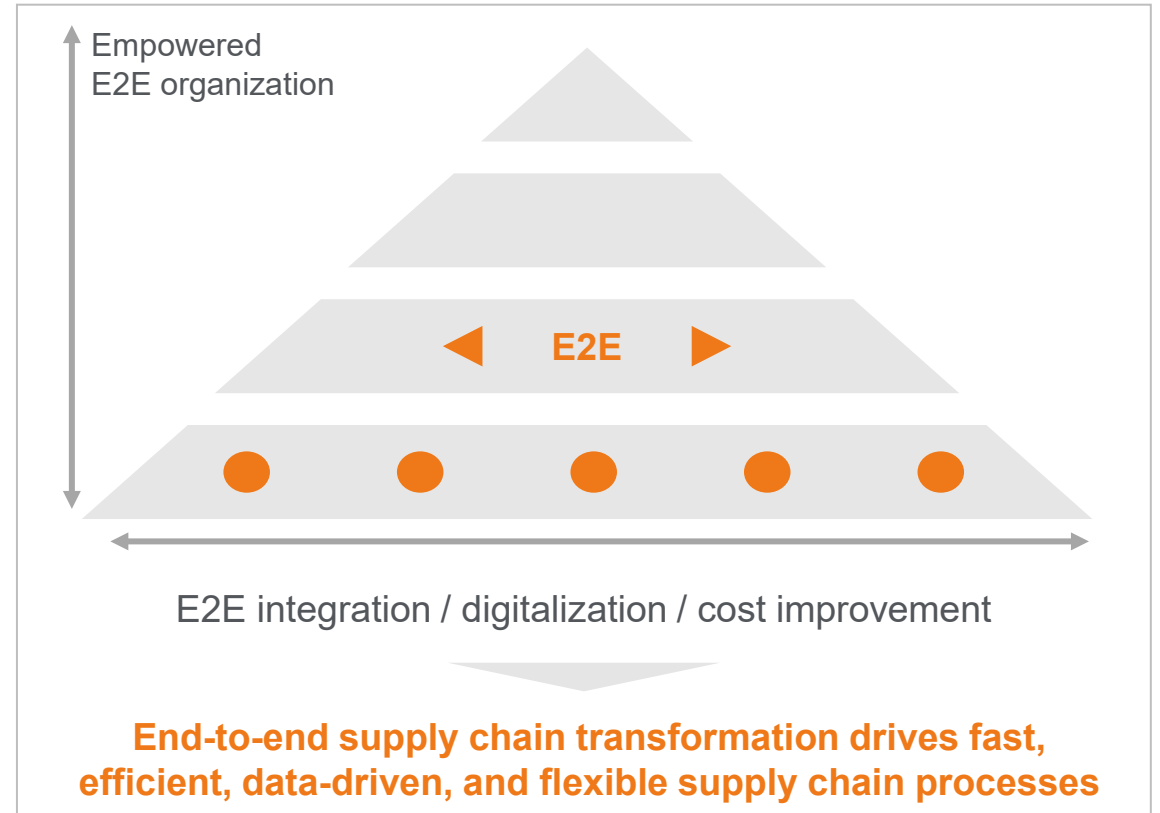 Empowered
E2E organization
E2E
E2E integration / digitalization / cost improvement
End-to-end supply chain transformation drives fast,
efficient, data-driven, and flexible supply chain processes